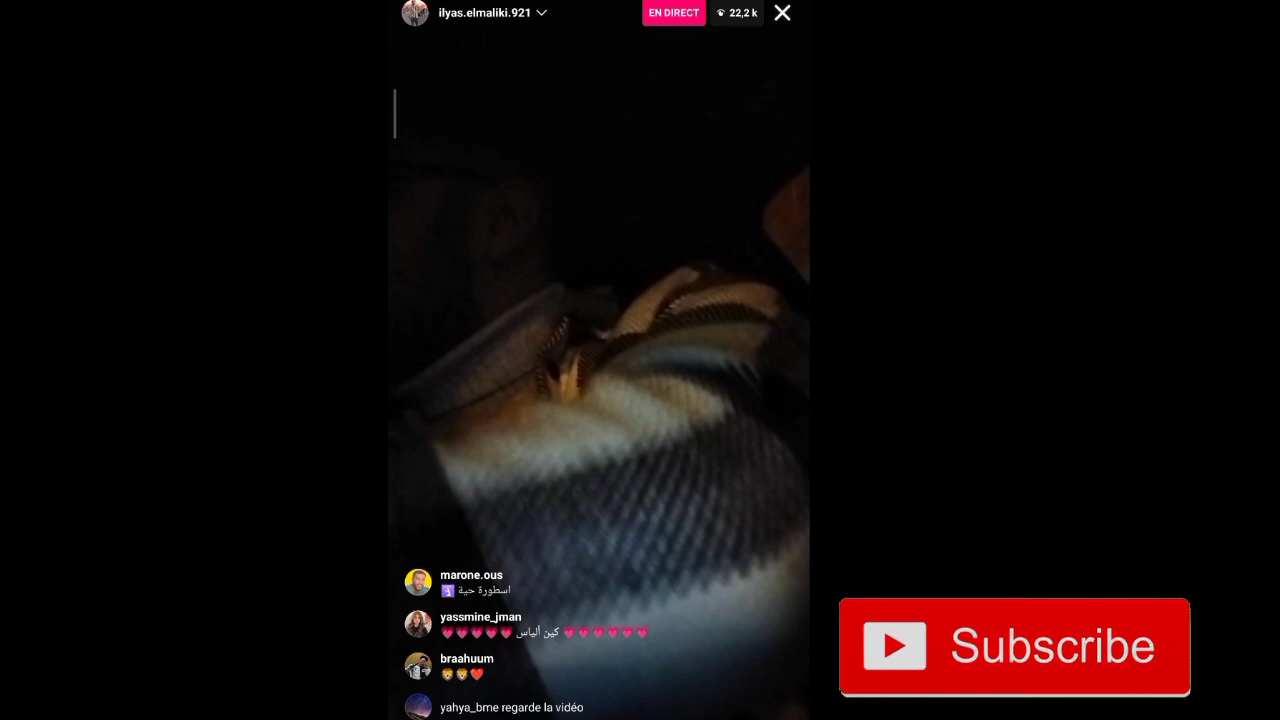 ilyas.elmaliki.921
EN DIRECT
22,2 k
marone.ous
اسطورة حية 🛐
yassmine_jman
💗💗💗💗💗 كين ألياس 💗💗💗💗💗💗
braahuum
🦁🦁❤️
yahya_bme regarde la vidéo
Subscribe